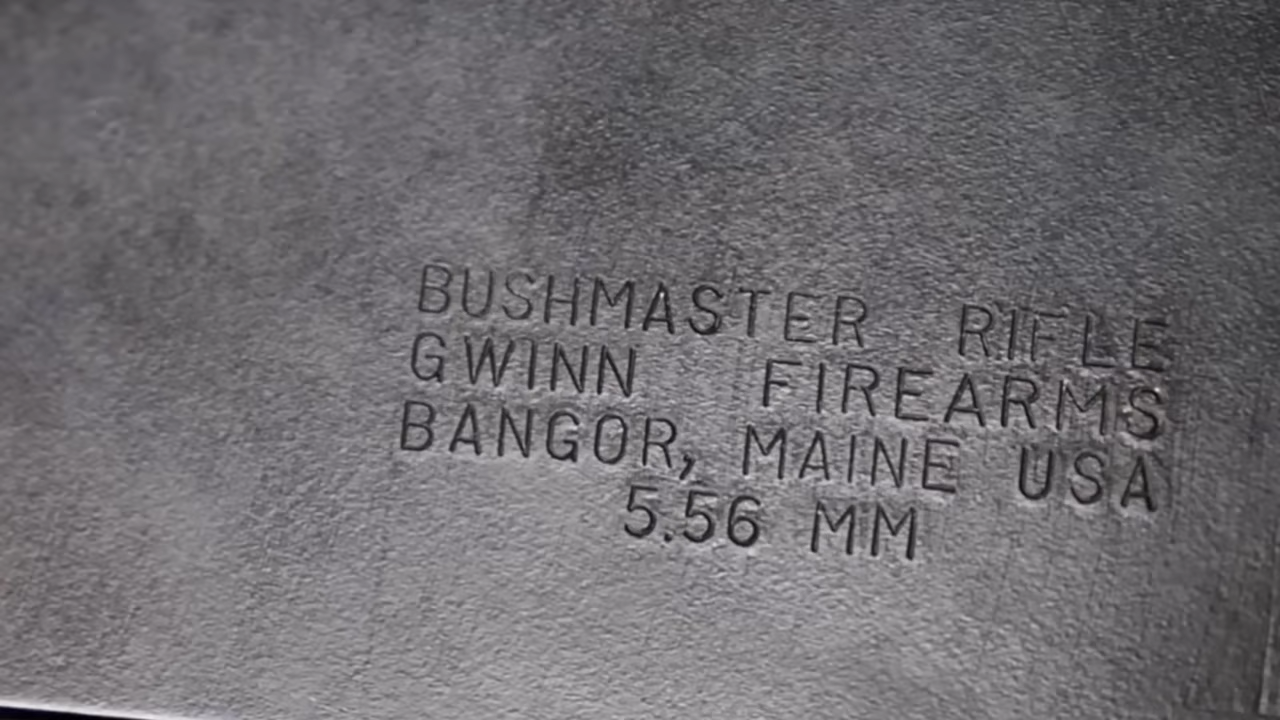 BUSHMASTER RIFLE
GWINN FIREARMS
BANGOR, MAINE USA
5.56 MM